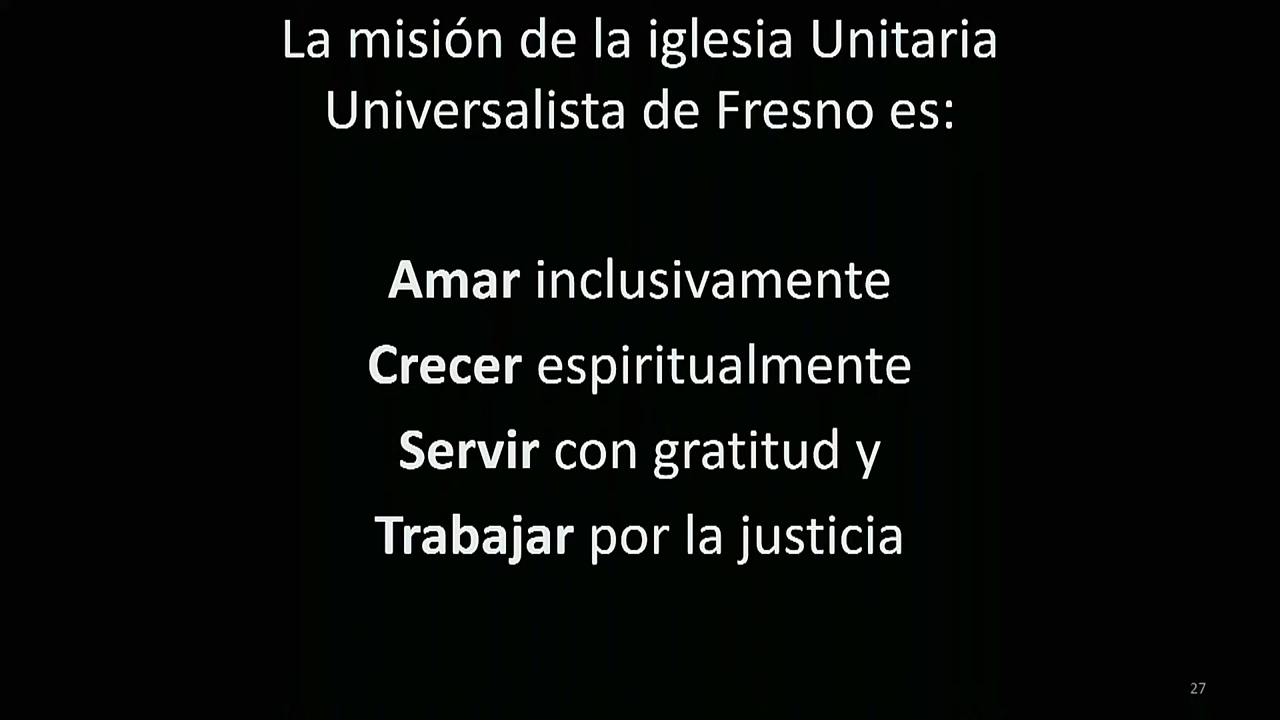 La misión de la iglesia Unitaria
Universalista de Fresno es:
Amar inclusivamente
Crecer espiritualmente
Servir con gratitud y
Trabajar por la justicia
27